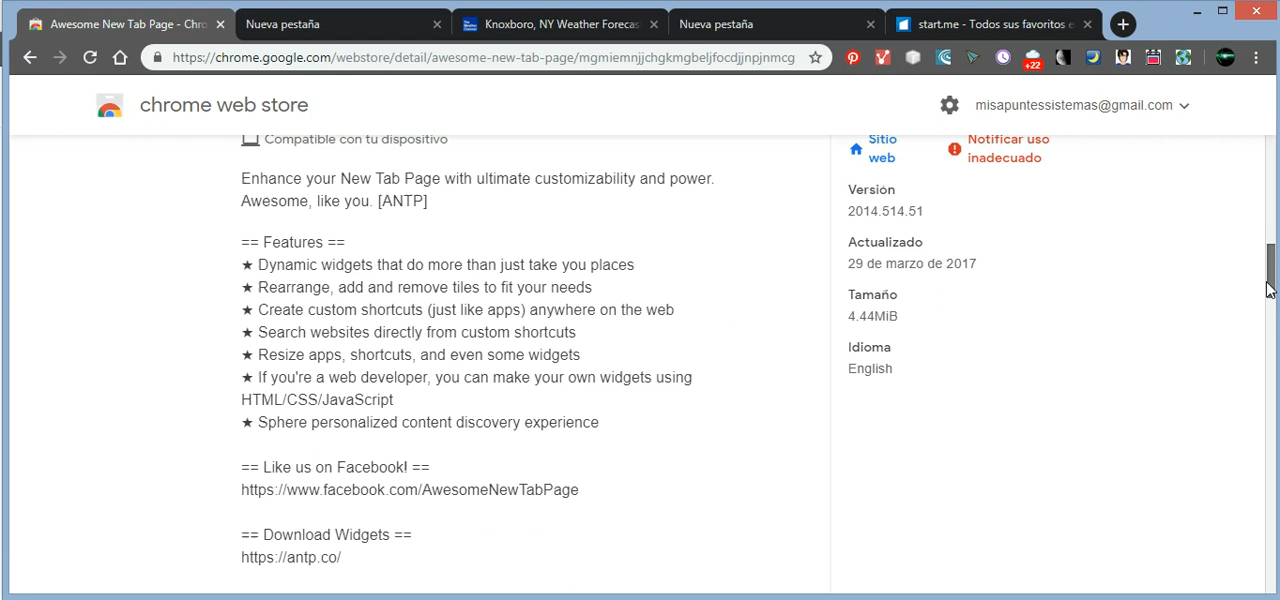 Awesome New Tab Page - Chro
Nueva pestaña
Knoxboro, NY Weather Forecas
Nueva pestaña
start.me - Todos sus favoritos e
https://chrome.google.com/webstore/detail/awesome-new-tab-page/mgmiemnjjchgkmgbeljfocdjjnpjnmcg
+22
chrome web store
misapuntessistemas@gmail.com
Compatible con tu dispositivo
Enhance your New Tab Page with ultimate customizability and power.
Awesome, like you. [ANTP]
== Features ==
★ Dynamic widgets that do more than just take you places
★ Rearrange, add and remove tiles to fit your needs
★ Create custom shortcuts (just like apps) anywhere on the web
★ Search websites directly from custom shortcuts
★ Resize apps, shortcuts, and even some widgets
★ If you're a web developer, you can make your own widgets using
HTML/CSS/JavaScript
★ Sphere personalized content discovery experience
== Like us on Facebook! ==
https://www.facebook.com/AwesomeNewTabPage
== Download Widgets ==
https://antp.co/
Sitio
web
Notificar uso
inadecuado
Versión
2014.514.51
Actualizado
29 de marzo de 2017
Tamaño
4.44MiB
Idioma
English